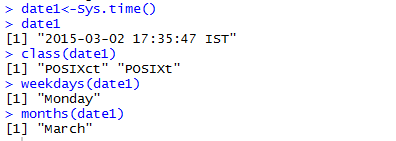 > date1<-Sys.time()
> date1
[1] "2015-03-02 17:35:47 IST"
> class(date1)
[1] "POSIXct" "POSIXt"
> weekdays(date1)
[1] "Monday"
> months(date1)
[1] "March"